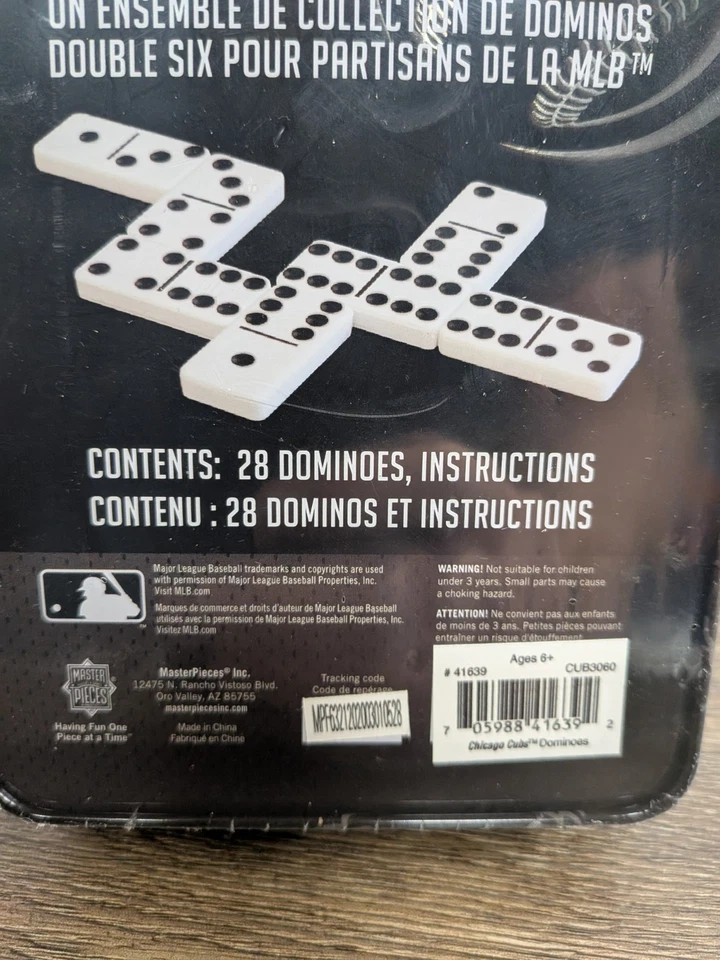 UN ENSEMBLE DE COLLECTION DE DOMINOS
DOUBLE SIX POUR PARTISANS DE LA MLB™
CONTENTS: 28 DOMINOES, INSTRUCTIONS
CONTENU : 28 DOMINOS ET INSTRUCTIONS
Major League Baseball trademarks and copyrights are used
with permission of Major League Baseball Properties, Inc.
Visit MLB.com
Marques de commerce et droits d'auteur de Major League Baseball
utilisés avec la permission de Major League Baseball Properties, Inc.
Visitez MLB.com
WARNING! Not suitable for children
under 3 years. Small parts may cause
a choking hazard.
ATTENTION! Ne convient pas aux enfants
de moins de 3 ans. Petites pièces pouvant
entraîner un risque d'étouffement
MASTER
PIECES
Having Fun One
Piece at a Time™
MasterPieces® Inc.
12475 N. Rancho Vistoso Blvd.
Oro Valley, AZ 85755
masterpiecesinc.com
Made in China
Fabriqué en Chine
Tracking code
Code de repérage
MPF6321202003010528
Ages 6+
# 41639
CUB3060
7 05988 41639 2
Chicago Cubs™ Dominoes